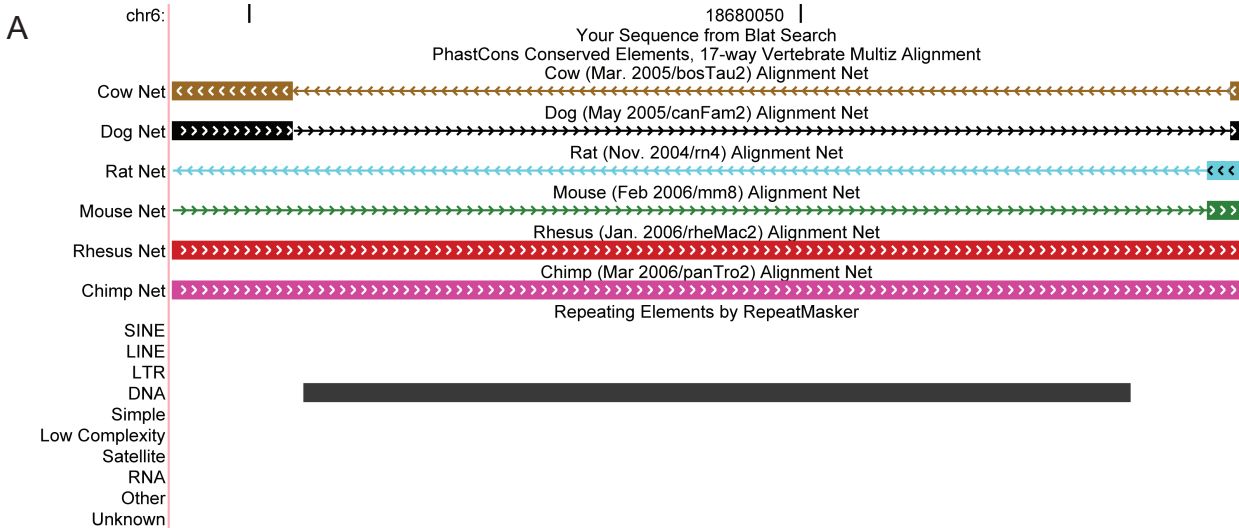 A
chr6: 18680050
Your Sequence from Blat Search
PhastCons Conserved Elements, 17-way Vertebrate Multiz Alignment
Cow (Mar. 2005/bosTau2) Alignment Net
Cow Net
Dog (May 2005/canFam2) Alignment Net
Dog Net
Rat (Nov. 2004/rn4) Alignment Net
Rat Net
Mouse (Feb 2006/mm8) Alignment Net
Mouse Net
Rhesus (Jan. 2006/rheMac2) Alignment Net
Rhesus Net
Chimp (Mar 2006/panTro2) Alignment Net
Chimp Net
Repeating Elements by RepeatMasker
SINE
LINE
LTR
DNA
Simple
Low Complexity
Satellite
RNA
Other
Unknown